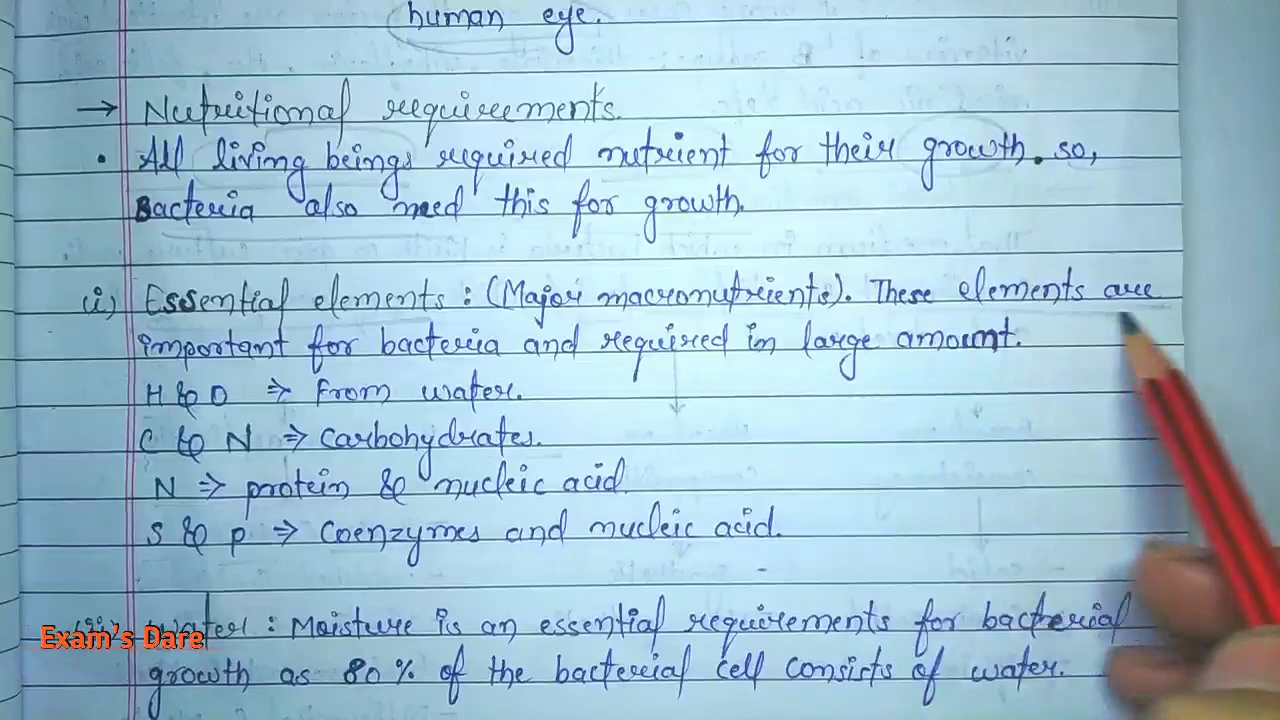 human eye.
→ Nutritional requirements.
• All living beings required nutrient for their growth. so,
Bacteria also need this for growth.
(i) Essential elements : (Major macronutrients). These elements are
important for bacteria and required in large amount.
H & O ⇒ From water.
C & N ⇒ Carbohydrates.
N ⇒ protein & nucleic acid
S & P ⇒ Coenzymes and nucleic acid.
(ii) Water : Moisture is an essential requirements for bacterial
Exam's Dare
growth as 80% of the bacterial cell consists of water.